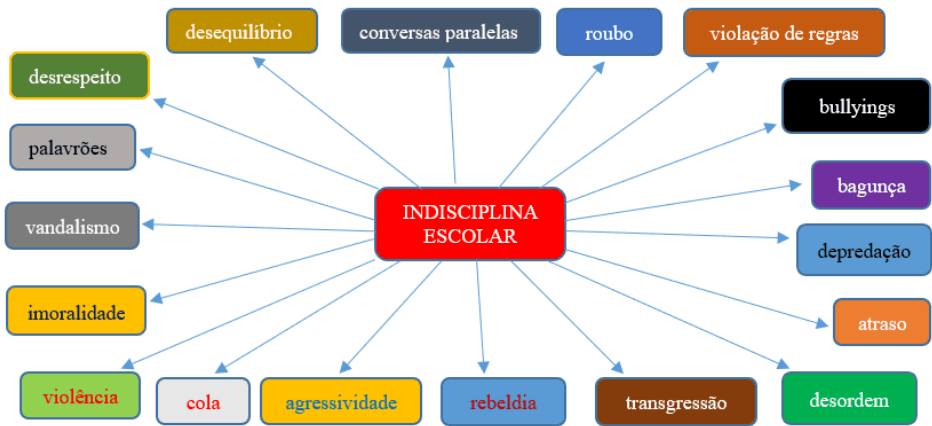 desequilíbrio
conversas paralelas
roubo
violação de regras
desrespeito
bullyings
palavrões
bagunça
INDISCIPLINA
ESCOLAR
vandalismo
depredação
imoralidade
atraso
violência
cola
agressividade
rebeldia
transgressão
desordem